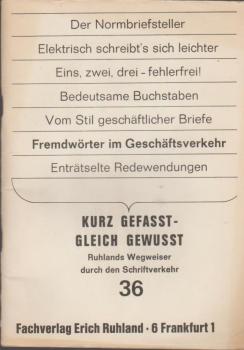 Der Normbriefsteller
Elektrisch schreibt's sich leichter
Eins, zwei, drei - fehlerfrei!
Bedeutsame Buchstaben
Vom Stil geschäftlicher Briefe
Fremdwörter im Geschäftsverkehr
Enträtselte Redewendungen
KURZ GEFASST-
GLEICH GEWUSST
Ruhlands Wegweiser
durch den Schriftverkehr
36
Fachverlag Erich Ruhland · 6 Frankfurt 1